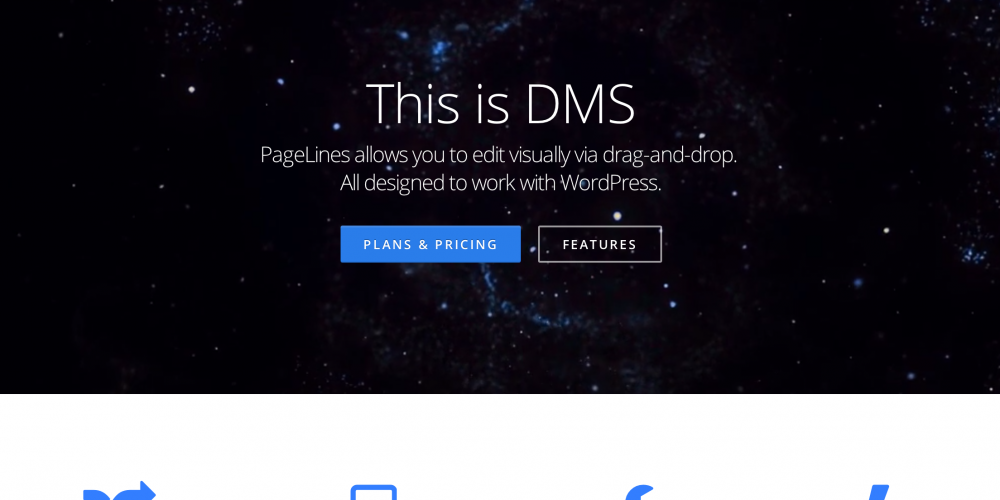 This is DMS
PageLines allows you to edit visually via drag-and-drop.
All designed to work with WordPress.
PLANS & PRICING
FEATURES